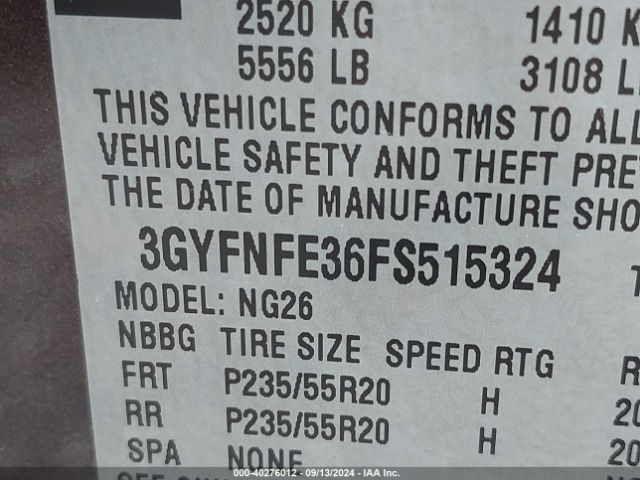 2520 KG 1410 K
5556 LB 3108 L
THIS VEHICLE CONFORMS TO ALL
VEHICLE SAFETY AND THEFT PRE
THE DATE OF MANUFACTURE SHO
3GYFNFE36FS515324 T
MODEL: NG26
NBBG TIRE SIZE SPEED RTG R
FRT P235/55R20 H 20
RR P235/55R20 H 20
SPA NONE
000-40276012 - 09/13/2024 - IAA Inc.